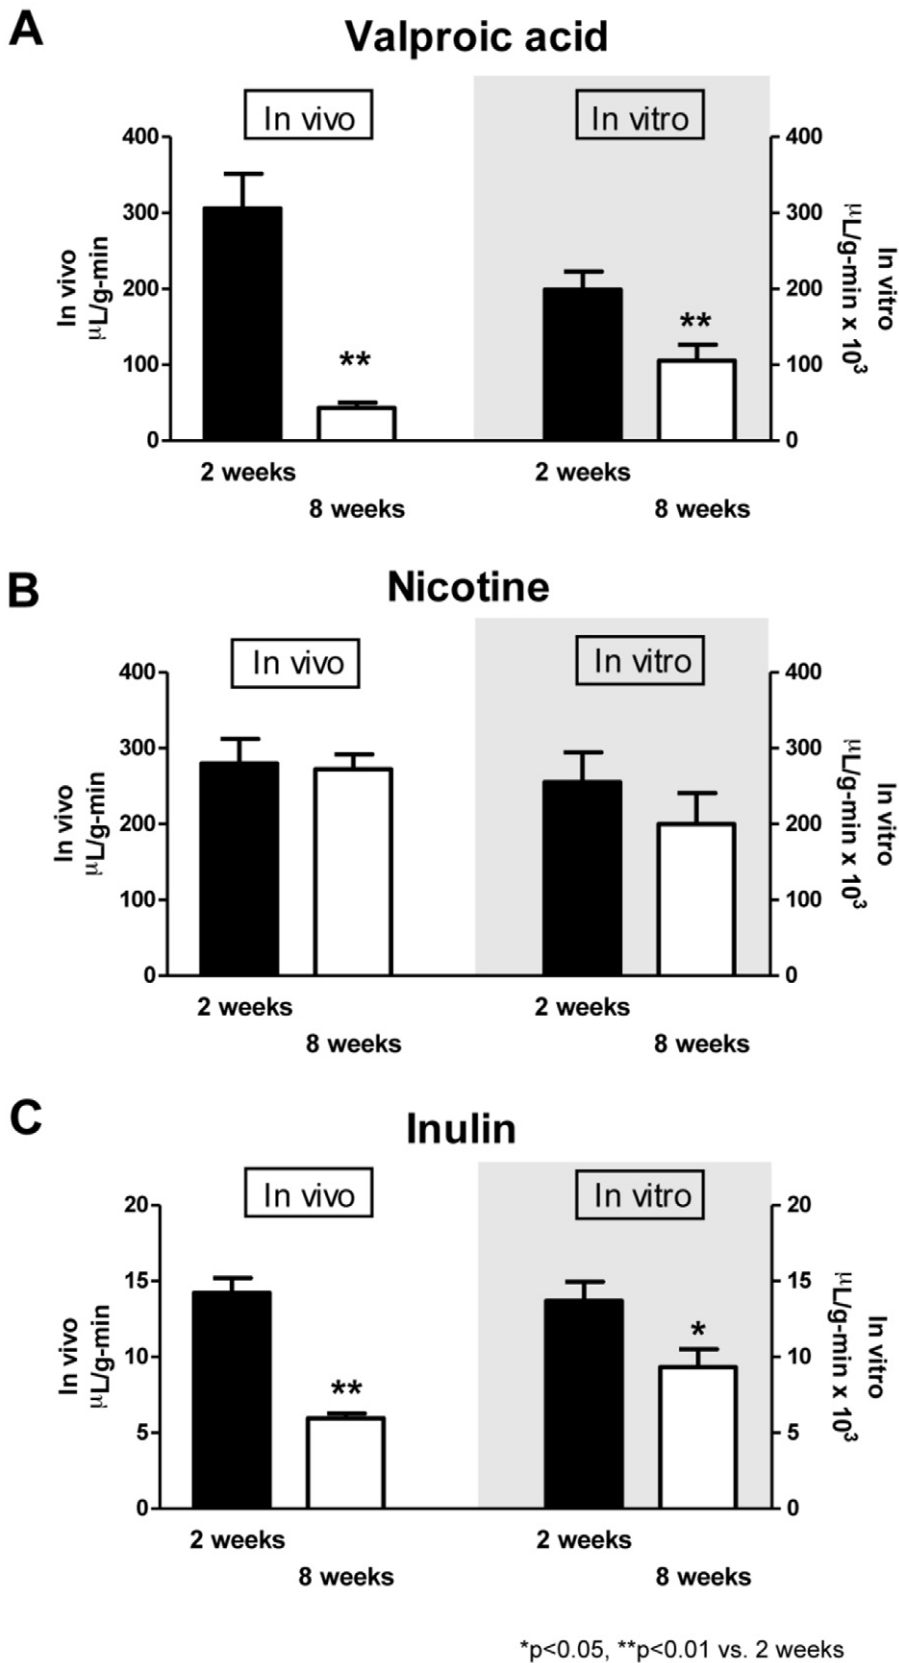 A
Valproic acid
In vivo
In vitro
400
300
200
100
0
In vivo
µL/g-min
**
**
400
300
200
100
0
In vitro
µL/g-min x 10³
2 weeks
8 weeks
2 weeks
8 weeks
B
Nicotine
In vivo
In vitro
400
300
200
100
0
In vivo
µL/g-min
400
300
200
100
0
In vitro
µL/g-min x 10³
2 weeks
8 weeks
2 weeks
8 weeks
C
Inulin
In vivo
In vitro
20
15
10
5
0
In vivo
µL/g-min
**
*
20
15
10
5
0
In vitro
µL/g-min x 10³
2 weeks
8 weeks
2 weeks
8 weeks
*p<0.05, **p<0.01 vs. 2 weeks